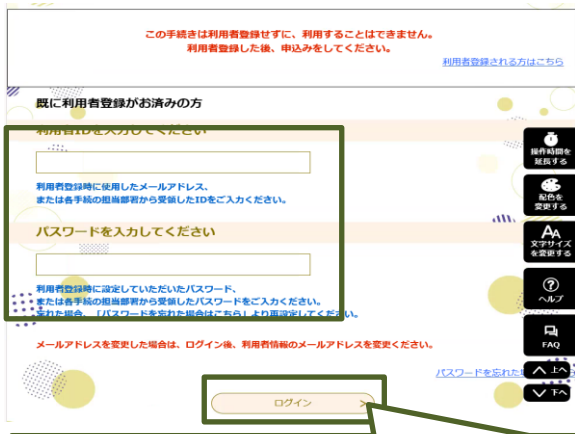 この手続きは利用者登録せずに、利用することはできません。
利用者登録した後、申込みをしてください。
利用者登録される方はこちら
既に利用者登録がお済みの方
利用者IDを入力してください
利用者登録時に使用したメールアドレス、
または各手続の担当部署から受領したIDをご入力ください。
パスワードを入力してください
利用者登録時に設定していただいたパスワード、
または各手続の担当部署から受領したパスワードをご入力ください。
忘れた場合、「パスワードを忘れた場合はこちら」より再設定してください。
メールアドレスを変更した場合は、ログイン後、利用者情報のメールアドレスを変更ください。
パスワードを忘れた
ログイン
操作時間を
延長する
配色を
変更する
AA
文字サイズ
を変更する
?
ヘルプ
FAQ
上へ
下へ